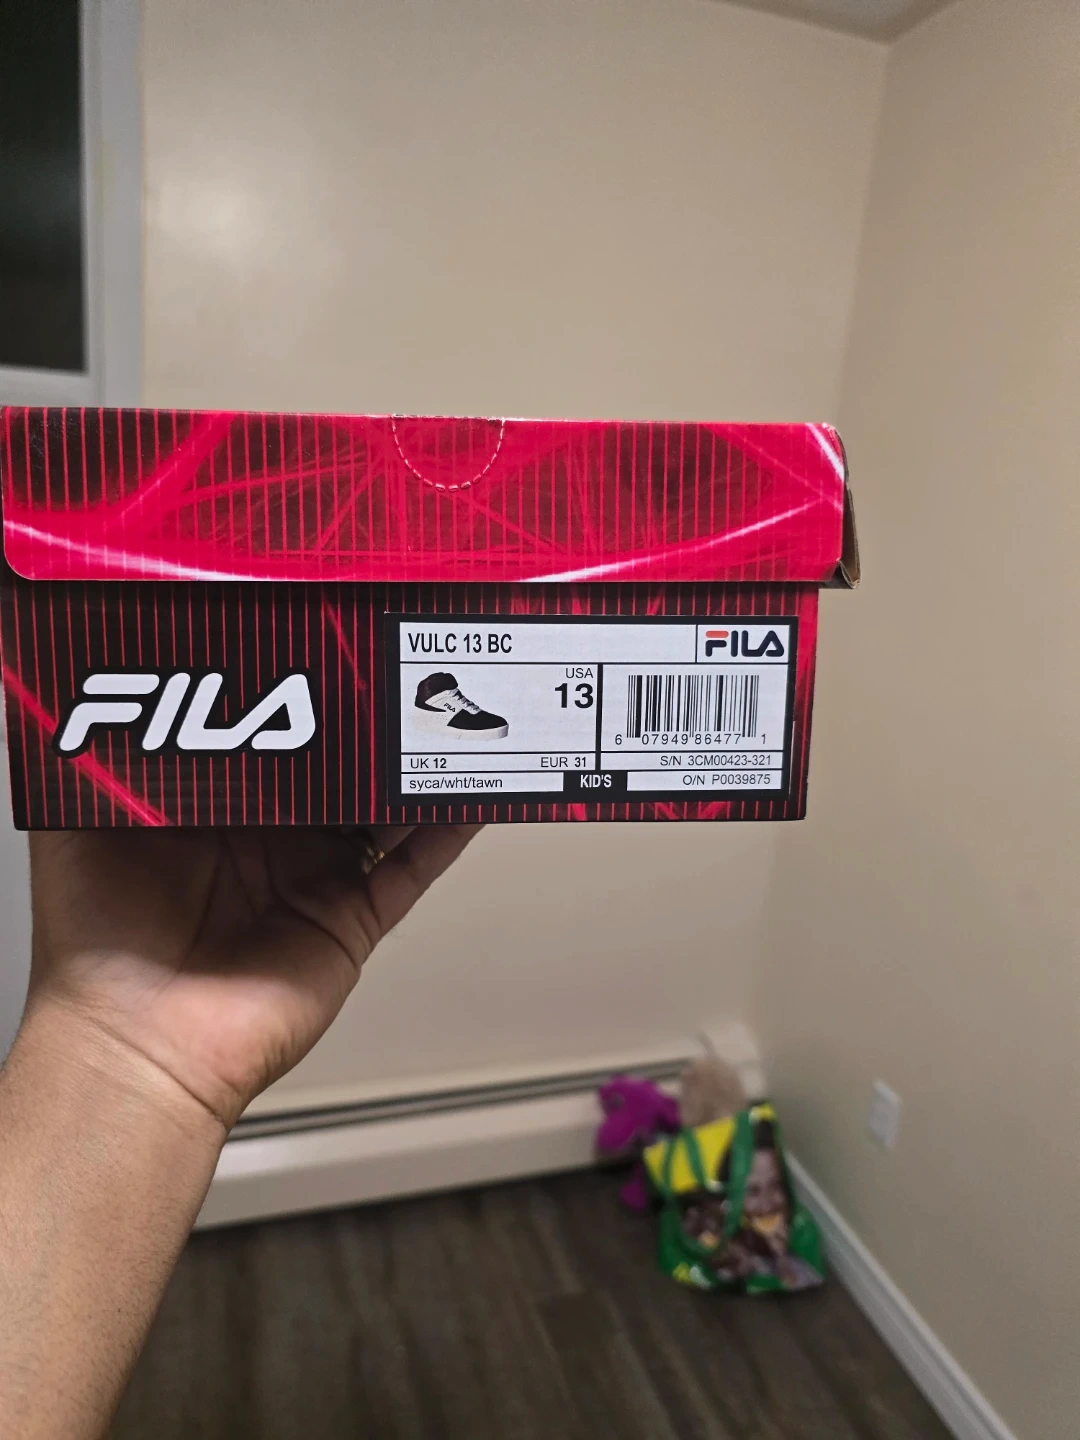 FILA
VULC 13 BC
FILA
USA
13
FILA
UK 12
EUR 31
syca/wht/tawn
KID'S
6 07949 86477 1
S/N 3CM00423-321
O/N P0039875